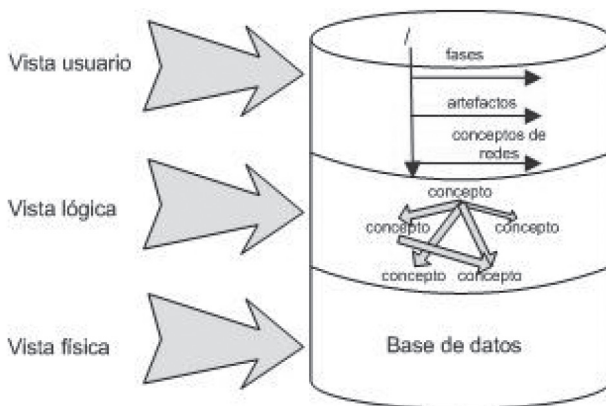 Vista usuario
/
fases
artefactos
conceptos de
redes
Vista lógica
concepto
concepto
concepto
concepto
concepto
Vista física
Base de datos